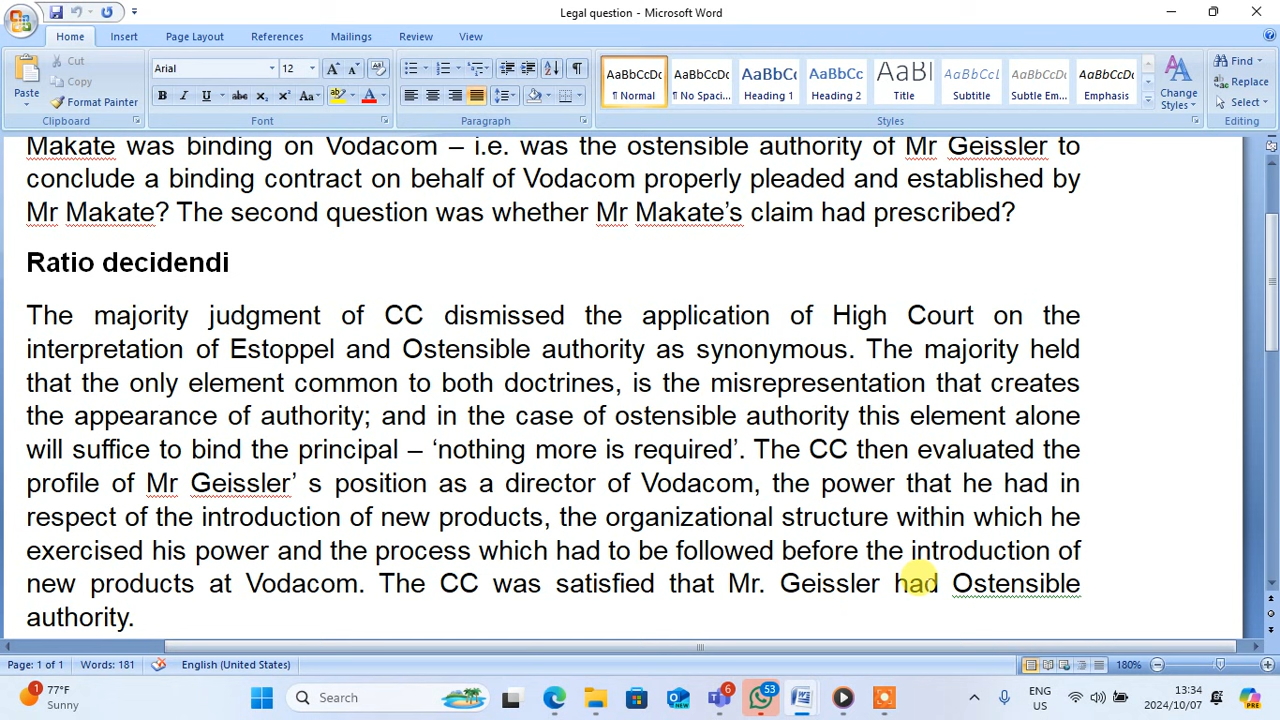 Legal question - Microsoft Word
Home Insert Page Layout References Mailings Review View
Paste
Cut
Copy
Format Painter
Clipboard
Arial 12
Font
Paragraph
AaBbCcDc AaBbCcDc AaBbCc AaBbCc AaBl AaBbCcL AaBbCcDc AaBbCcDc
¶ Normal ¶ No Spaci... Heading 1 Heading 2 Title Subtitle Subtle Em... Emphasis
Change Styles
Styles
Find
Replace
Select
Editing
Makate was binding on Vodacom – i.e. was the ostensible authority of Mr Geissler to
conclude a binding contract on behalf of Vodacom properly pleaded and established by
Mr Makate? The second question was whether Mr Makate’s claim had prescribed?
Ratio decidendi
The majority judgment of CC dismissed the application of High Court on the
interpretation of Estoppel and Ostensible authority as synonymous. The majority held
that the only element common to both doctrines, is the misrepresentation that creates
the appearance of authority; and in the case of ostensible authority this element alone
will suffice to bind the principal – ‘nothing more is required’. The CC then evaluated the
profile of Mr Geissler’ s position as a director of Vodacom, the power that he had in
respect of the introduction of new products, the organizational structure within which he
exercised his power and the process which had to be followed before the introduction of
new products at Vodacom. The CC was satisfied that Mr. Geissler had Ostensible
authority.
Page: 1 of 1 Words: 181 English (United States) 180%
1 77°F
Sunny
Search
6
53
ENG
US
13:34
2024/10/07
PRE